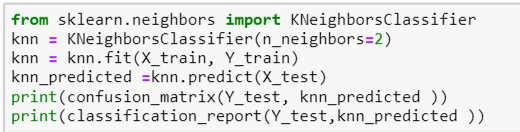 from sklearn.neighbors import KNeighborsClassifier
knn = KNeighborsClassifier(n_neighbors=2)
knn = knn.fit(X_train, Y_train)
knn_predicted =knn.predict(X_test)
print(confusion_matrix(Y_test, knn_predicted ))
print(classification_report(Y_test,knn_predicted ))